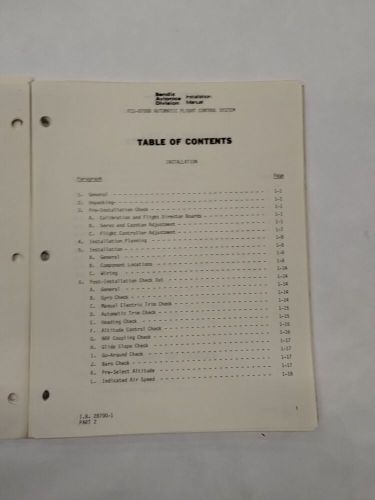 Bendix
Avionics
Division
Installation
Manual
AUTOMATIC FLIGHT CONTROL SYSTEM
TABLE OF CONTENTS
INSTALLATION
Paragraph Page
1. General 1-1
2. Unpacking 1-1
3. Pre-Installation Check 1-1
A. Calibration and Flight Director Boards 1-1
B. Servo and Capstan Adjustment 1-1
C. Flight Controller Adjustment 1-7
4. Installation Planning 1-8
5. Installation 1-8
A. General 1-8
B. Component Locations 1-8
C. Wiring 1-14
6. Post-Installation Check Out 1-14
A. General 1-14
B. Gyro Check 1-14
C. Manual Electric Trim Check 1-14
D. Automatic Trim Check 1-15
E. Heading Check 1-15
F. Altitude Control Check 1-15
G. NAV Coupling Check 1-16
H. Glide Slope Check 1-17
I. Go-Around Check 1-17
J. Baro Check 1-17
K. Pre-Select Altitude 1-17
L. Indicated Air Speed 1-18
I.B. 28700-1
PART 2
1